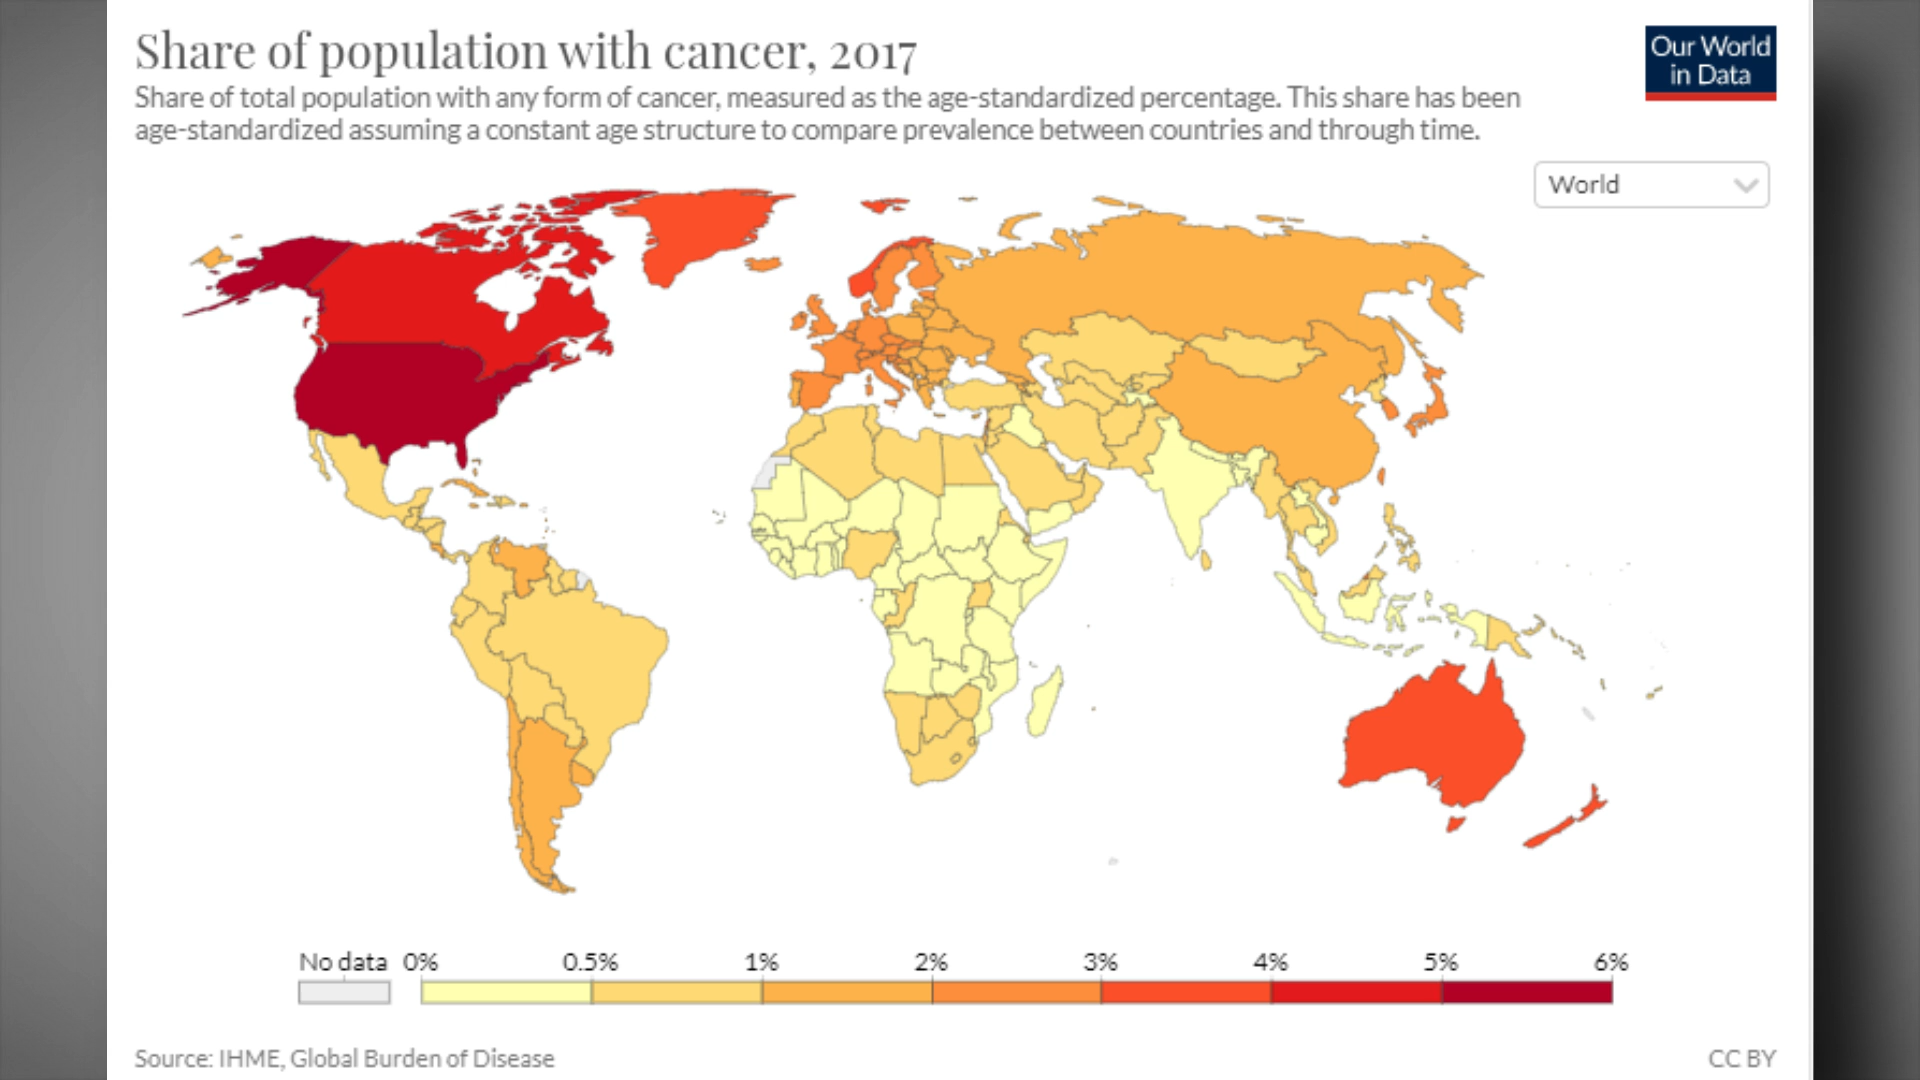 Share of population with cancer, 2017
Our World
in Data
Share of total population with any form of cancer, measured as the age-standardized percentage. This share has been
age-standardized assuming a constant age structure to compare prevalence between countries and through time.
World
No data 0% 0.5% 1% 2% 3% 4% 5% 6%
Source: IHME, Global Burden of Disease
CC BY